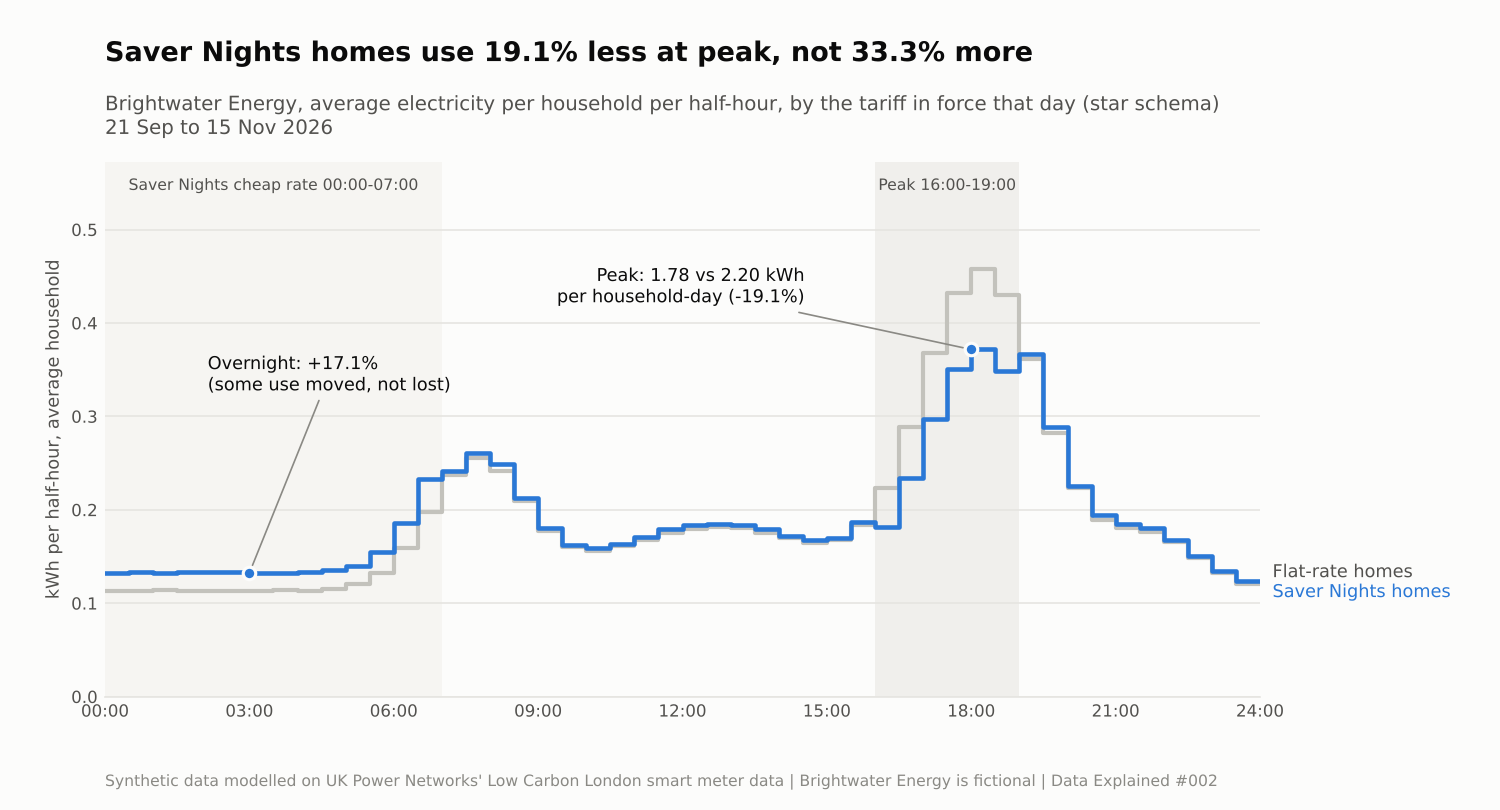 Saver Nights homes use 19.1% less at peak, not 33.3% more
Brightwater Energy, average electricity per household per half-hour, by the tariff in force that day (star schema)
21 Sep to 15 Nov 2026
Saver Nights cheap rate 00:00-07:00
Peak 16:00-19:00
kWh per half-hour, average household
0.5
0.4
0.3
0.2
0.1
0.0
Peak: 1.78 vs 2.20 kWh
per household-day (-19.1%)
Overnight: +17.1%
(some use moved, not lost)
Flat-rate homes
Saver Nights homes
00:00 03:00 06:00 09:00 12:00 15:00 18:00 21:00 24:00
Synthetic data modelled on UK Power Networks' Low Carbon London smart meter data | Brightwater Energy is fictional | Data Explained #002